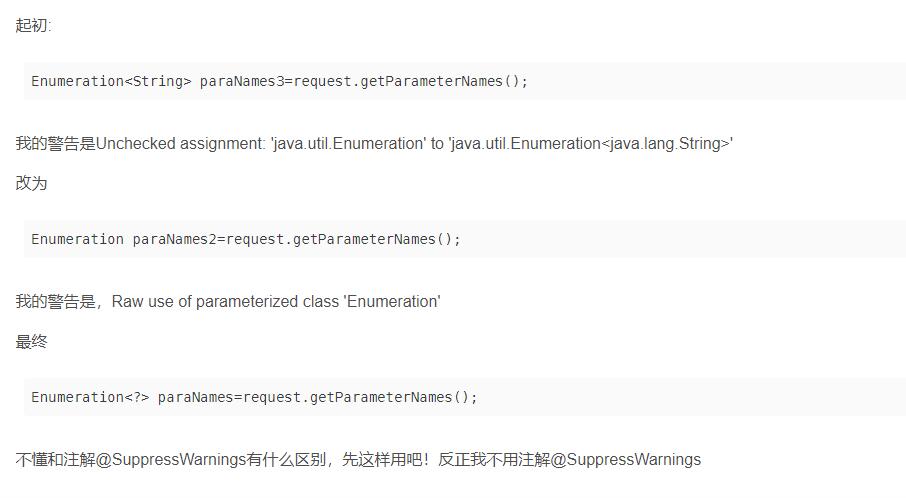 起初:
Enumeration<String> paraNames3=request.getParameterNames();
我的警告是Unchecked assignment: 'java.util.Enumeration' to 'java.util.Enumeration<java.lang.String>'
改为
Enumeration paraNames2=request.getParameterNames();
我的警告是，Raw use of parameterized class 'Enumeration'
最终
Enumeration<?> paraNames=request.getParameterNames();
不懂和注解@SuppressWarnings有什么区别，先这样用吧！反正我不用注解@SuppressWarnings